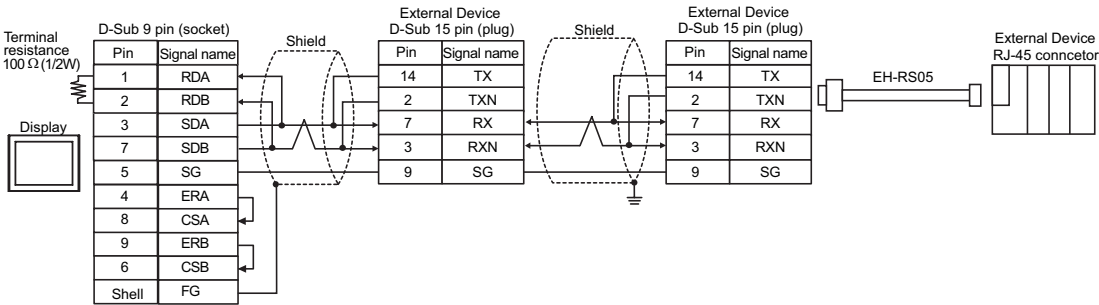 Terminal
resistance
100 Ω (1/2W)
Display
D-Sub 9 pin (socket)
Pin Signal name
1 RDA
2 RDB
3 SDA
7 SDB
5 SG
4 ERA
8 CSA
9 ERB
6 CSB
Shell FG
Shield
External Device
D-Sub 15 pin (plug)
Pin Signal name
14 TX
2 TXN
7 RX
3 RXN
9 SG
Shield
External Device
D-Sub 15 pin (plug)
Pin Signal name
14 TX
2 TXN
7 RX
3 RXN
9 SG
EH-RS05
External Device
RJ-45 conncetor